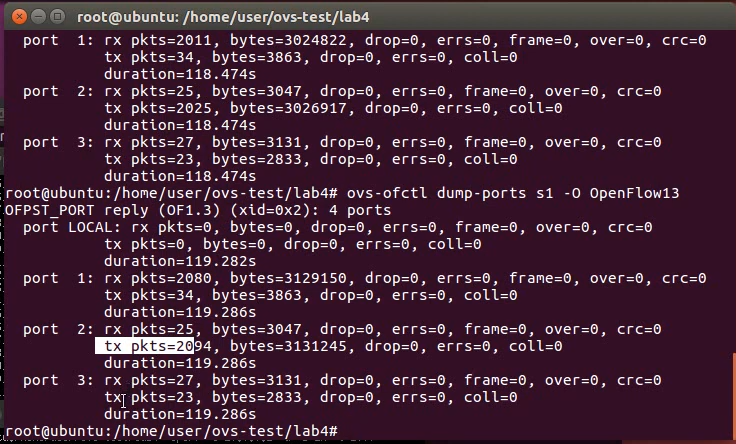 root@ubuntu: /home/user/ovs-test/lab4
port 1: rx pkts=2011, bytes=3024822, drop=0, errs=0, frame=0, over=0, crc=0
tx pkts=34, bytes=3863, drop=0, errs=0, coll=0
duration=118.474s
port 2: rx pkts=25, bytes=3047, drop=0, errs=0, frame=0, over=0, crc=0
tx pkts=2025, bytes=3026917, drop=0, errs=0, coll=0
duration=118.474s
port 3: rx pkts=27, bytes=3131, drop=0, errs=0, frame=0, over=0, crc=0
tx pkts=23, bytes=2833, drop=0, errs=0, coll=0
duration=118.474s
root@ubuntu:/home/user/ovs-test/lab4# ovs-ofctl dump-ports s1 -O OpenFlow13
OFPST_PORT reply (OF1.3) (xid=0x2): 4 ports
port LOCAL: rx pkts=0, bytes=0, drop=0, errs=0, frame=0, over=0, crc=0
tx pkts=0, bytes=0, drop=0, errs=0, coll=0
duration=119.282s
port 1: rx pkts=2080, bytes=3129150, drop=0, errs=0, frame=0, over=0, crc=0
tx pkts=34, bytes=3863, drop=0, errs=0, coll=0
duration=119.286s
port 2: rx pkts=25, bytes=3047, drop=0, errs=0, frame=0, over=0, crc=0
tx pkts=2094, bytes=3131245, drop=0, errs=0, coll=0
duration=119.286s
port 3: rx pkts=27, bytes=3131, drop=0, errs=0, frame=0, over=0, crc=0
tx pkts=23, bytes=2833, drop=0, errs=0, coll=0
duration=119.286s
root@ubuntu:/home/user/ovs-test/lab4#